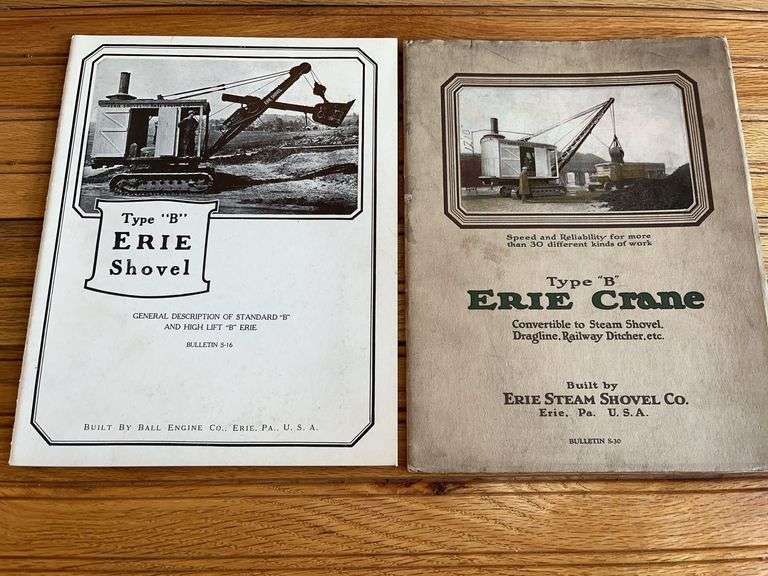 Type "B"
ERIE
Shovel
GENERAL DESCRIPTION OF STANDARD "B"
AND HIGH LIFT "B" ERIE
BULLETIN S-16
BUILT BY BALL ENGINE CO., ERIE, PA., U. S. A.
Speed and Reliability for more
than 30 different kinds of work
Type "B"
ERIE Crane
Convertible to Steam Shovel,
Dragline, Railway Ditcher, etc.
Built by
ERIE STEAM SHOVEL CO.
Erie, Pa. U.S.A.
BULLETIN S-30